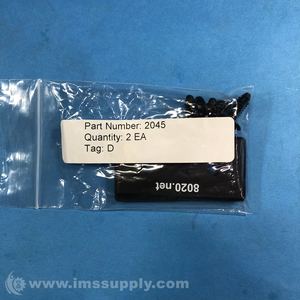 Part Number: 2045
Quantity: 2 EA
Tag: D
8020.net
www.imssupply.com